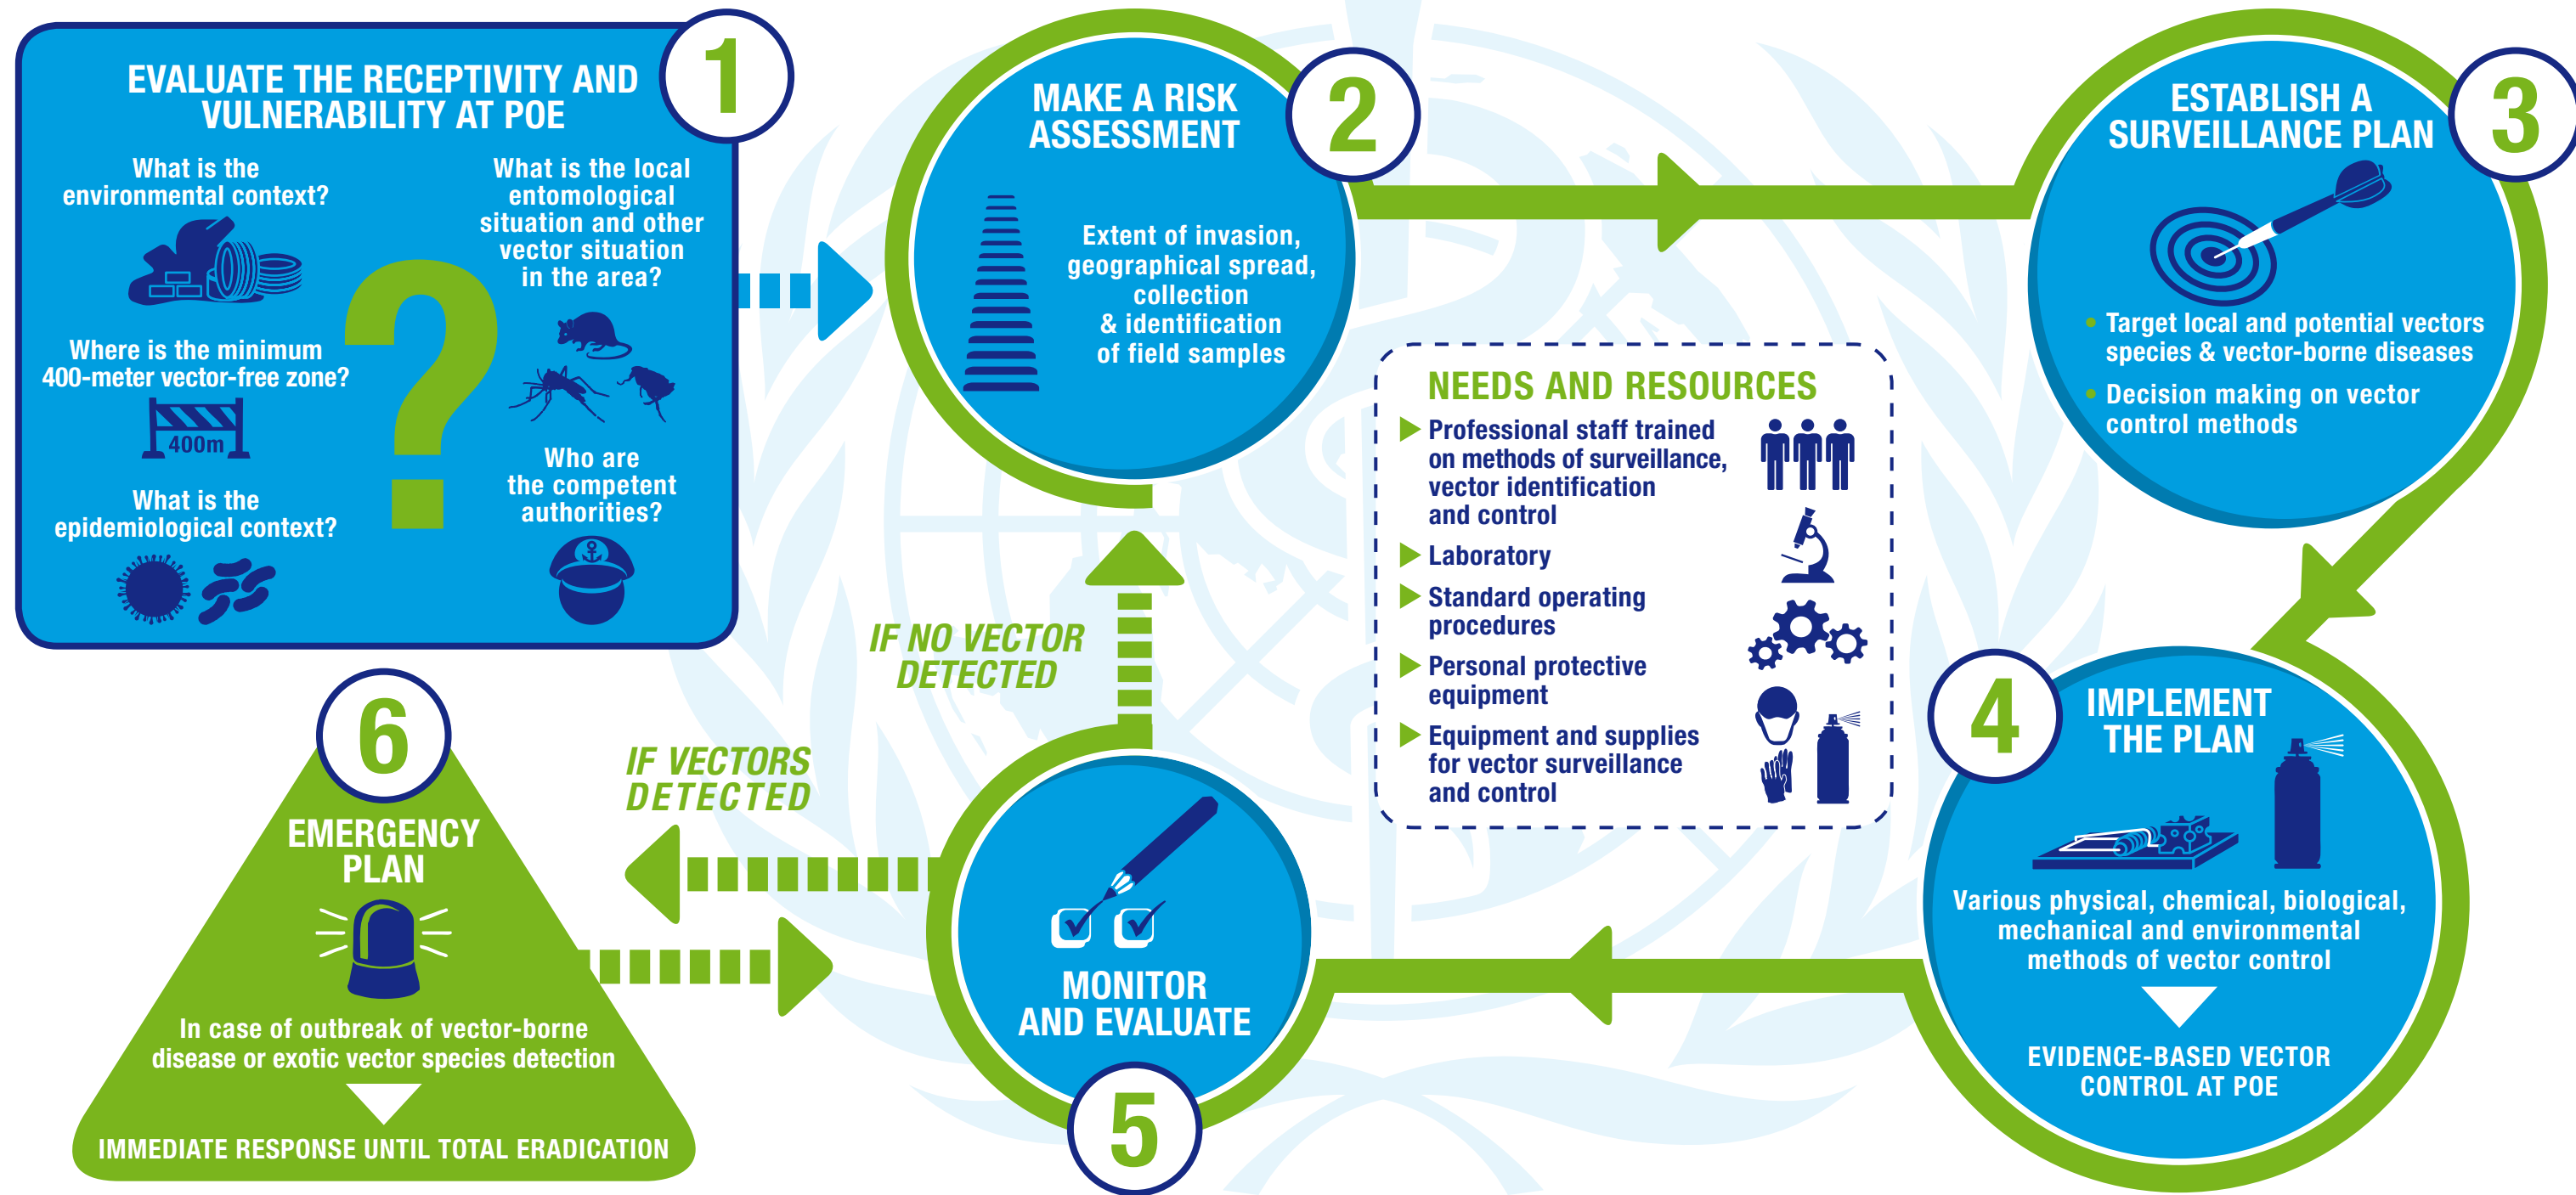 1
EVALUATE THE RECEPTIVITY AND
VULNERABILITY AT POE
What is the
environmental context?
Where is the minimum
400-meter vector-free zone?
400m
What is the
epidemiological context?
?
What is the local
entomological
situation and other
vector situation
in the area?
Who are
the competent
authorities?
2
MAKE A RISK
ASSESSMENT
Extent of invasion,
geographical spread,
collection
& identification
of field samples
3
ESTABLISH A
SURVEILLANCE PLAN
• Target local and potential vectors
species & vector-borne diseases
• Decision making on vector
control methods
NEEDS AND RESOURCES
Professional staff trained
on methods of surveillance,
vector identification
and control
Laboratory
Standard operating
procedures
Personal protective
equipment
Equipment and supplies
for vector surveillance
and control
4
IMPLEMENT
THE PLAN
Various physical, chemical, biological,
mechanical and environmental
methods of vector control
EVIDENCE-BASED VECTOR
CONTROL AT POE
IF NO VECTOR
DETECTED
MONITOR
AND EVALUATE
5
IF VECTORS
DETECTED
6
EMERGENCY
PLAN
In case of outbreak of vector-borne
disease or exotic vector species detection
IMMEDIATE RESPONSE UNTIL TOTAL ERADICATION